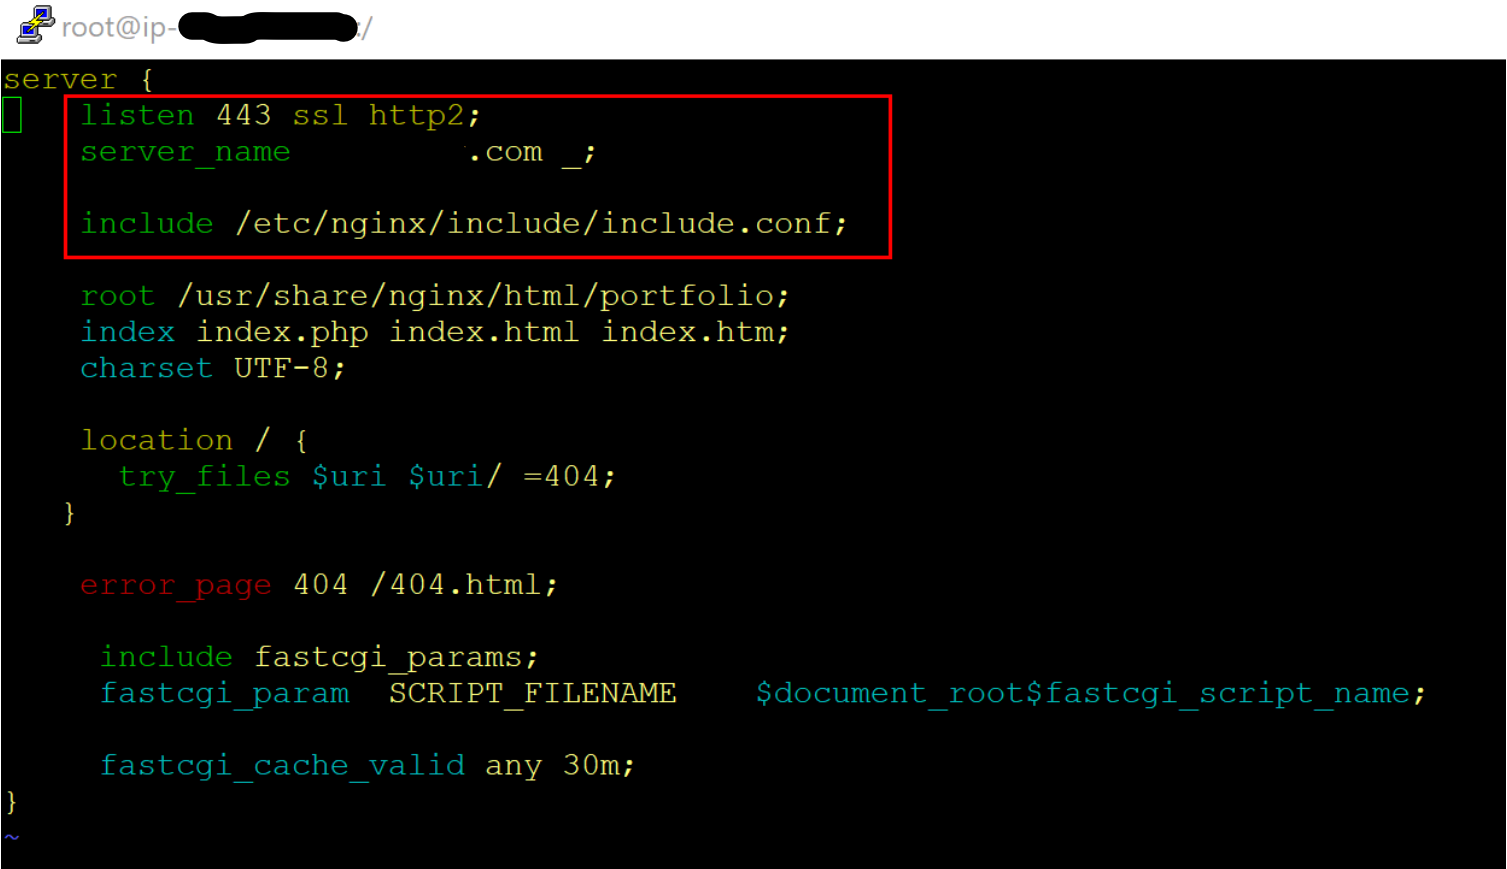 root@ip- :/
server {
listen 443 ssl http2;
server_name .com _;
include /etc/nginx/include/include.conf;
root /usr/share/nginx/html/portfolio;
index index.php index.html index.htm;
charset UTF-8;
location / {
try_files $uri $uri/ =404;
}
error_page 404 /404.html;
include fastcgi_params;
fastcgi_param SCRIPT_FILENAME $document_root$fastcgi_script_name;
fastcgi_cache_valid any 30m;
}
~